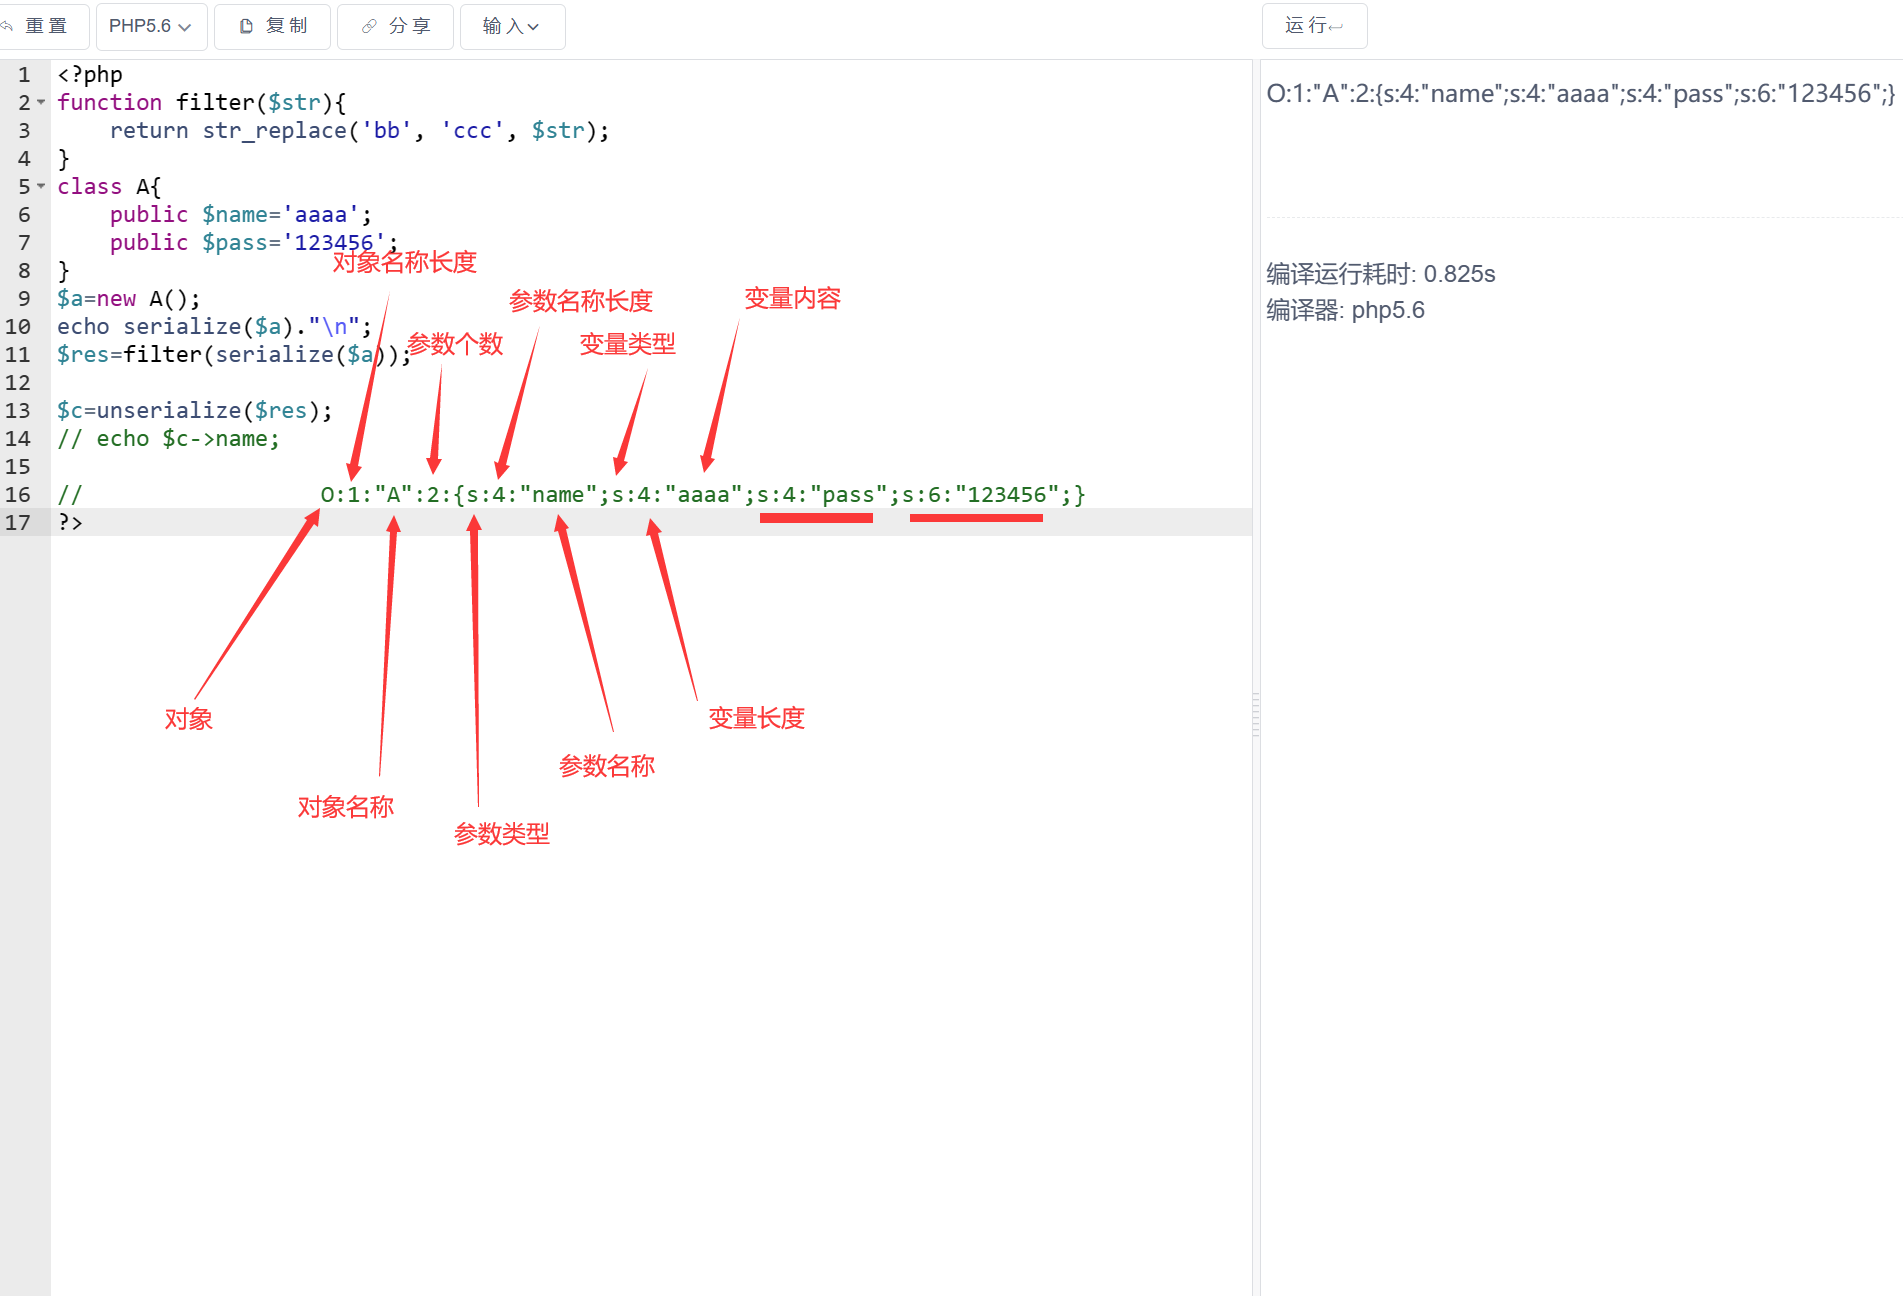 重置 PHP5.6 复制 分享 输入 运行
1 <?php
2 function filter($str){
3     return str_replace('bb', 'ccc', $str);
4 }
5 class A{
6     public $name='aaaa';
7     public $pass='123456';
8 }
9 $a=new A();
10 echo serialize($a)."\n";
11 $res=filter(serialize($a));
12
13 $c=unserialize($res);
14 // echo $c->name;
15
16 //                  O:1:"A":2:{s:4:"name";s:4:"aaaa";s:4:"pass";s:6:"123456";}
17 ?>
对象名称长度
参数名称长度
变量内容
参数个数
变量类型
对象
变量长度
参数名称
对象名称
参数类型
O:1:"A":2:{s:4:"name";s:4:"aaaa";s:4:"pass";s:6:"123456";}
编译运行耗时: 0.825s
编译器: php5.6